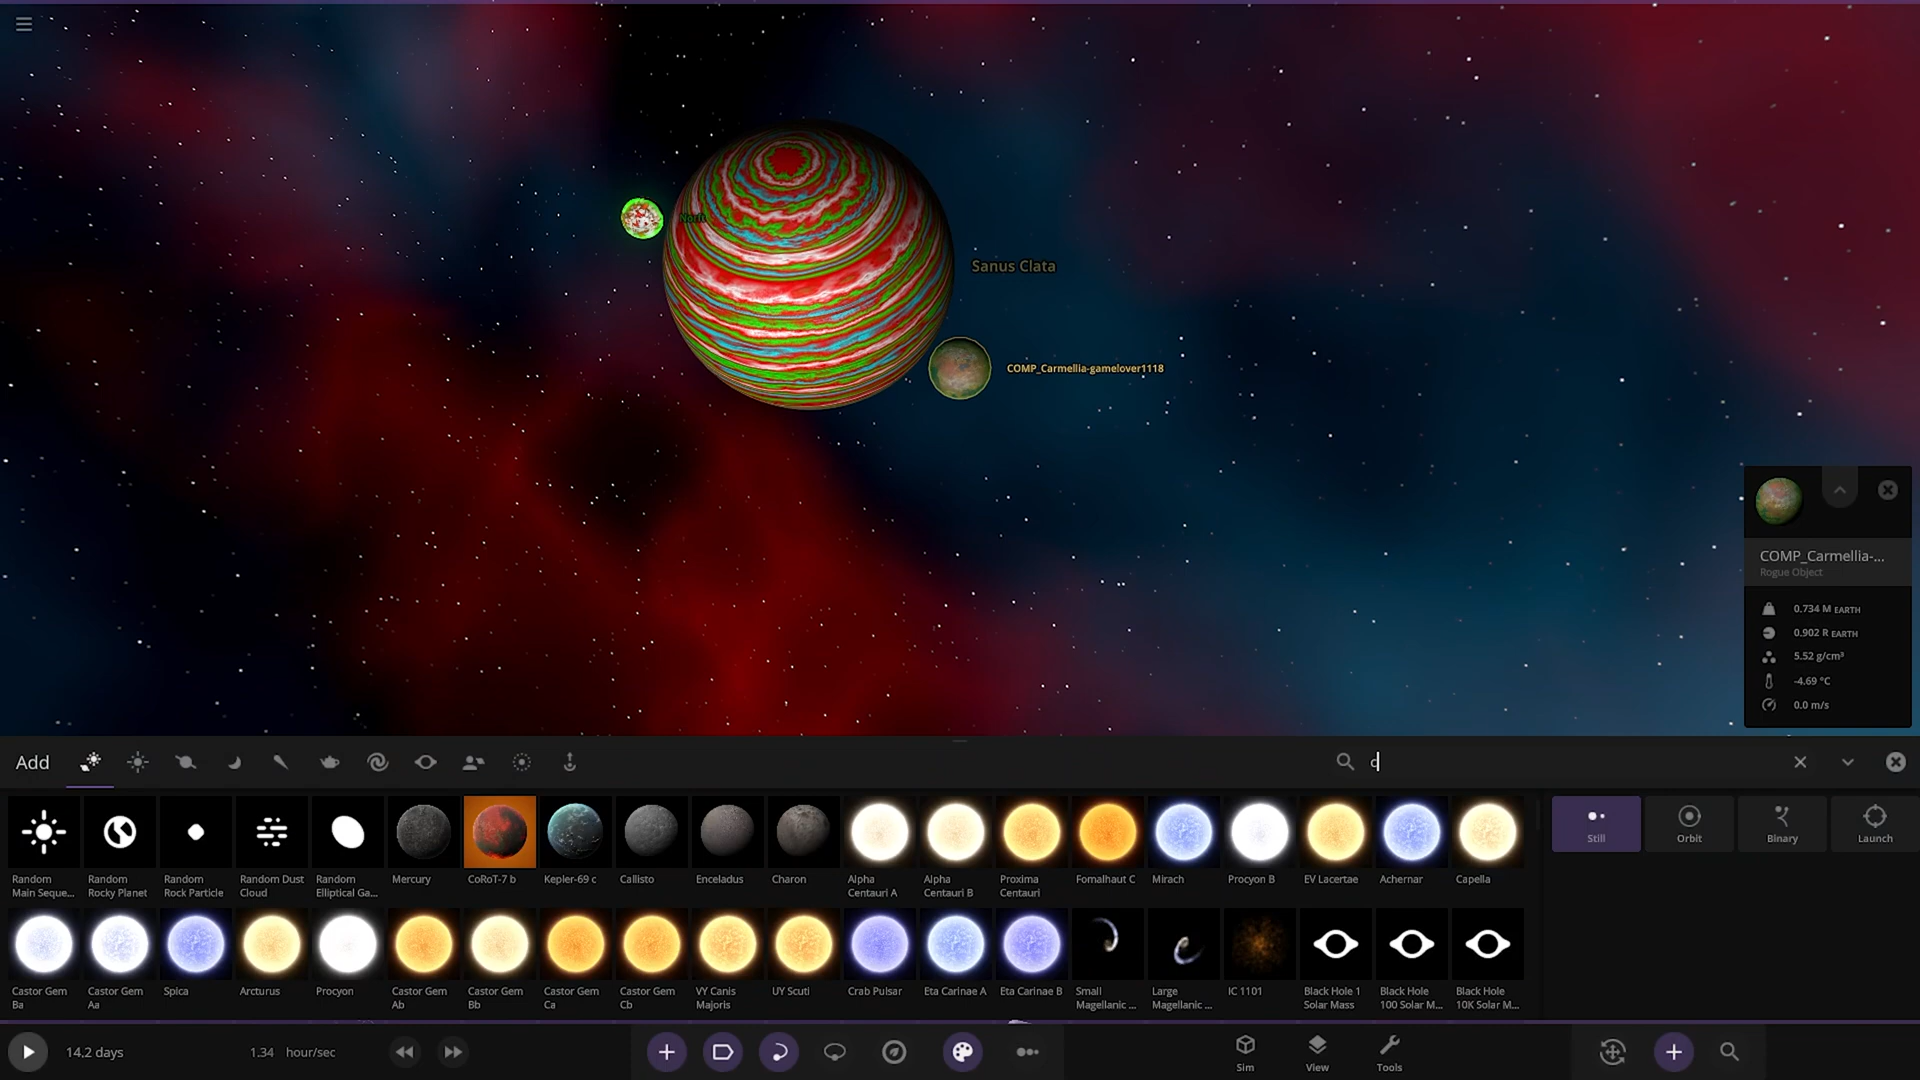 Norft
Sanus Clata
COMP_Carmellia-gamelover1118
COMP_Carmellia-...
Rogue Object
0.734 M EARTH
0.902 R EARTH
5.52 g/cm³
-4.69 °C
0.0 m/s
Add
c
Random
Main Seque...
Random
Rocky Planet
Random
Rock Particle
Random Dust
Cloud
Random
Elliptical Ga...
Mercury
CoRoT-7 b
Kepler-69 c
Callisto
Enceladus
Charon
Alpha
Centauri A
Alpha
Centauri B
Proxima
Centauri
Fomalhaut C
Mirach
Procyon B
EV Lacertae
Achernar
Capella
Still
Orbit
Binary
Launch
Castor Gem
Ba
Castor Gem
Aa
Spica
Arcturus
Procyon
Castor Gem
Ab
Castor Gem
Bb
Castor Gem
Ca
Castor Gem
Cb
VY Canis
Majoris
UY Scuti
Crab Pulsar
Eta Carinae A
Eta Carinae B
Small
Magellanic ...
Large
Magellanic ...
IC 1101
Black Hole 1
Solar Mass
Black Hole
100 Solar M...
Black Hole
10K Solar M...
14.2 days
1.34 hour/sec
Sim
View
Tools